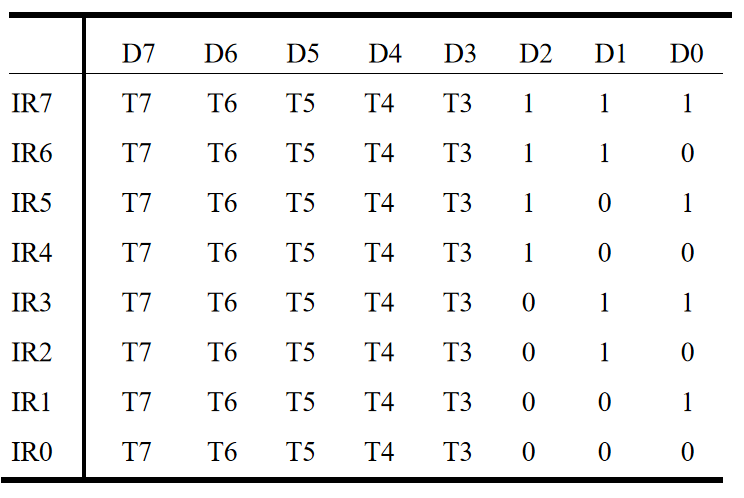 D7 D6 D5 D4 D3 D2 D1 D0
IR7 T7 T6 T5 T4 T3 1 1 1
IR6 T7 T6 T5 T4 T3 1 1 0
IR5 T7 T6 T5 T4 T3 1 0 1
IR4 T7 T6 T5 T4 T3 1 0 0
IR3 T7 T6 T5 T4 T3 0 1 1
IR2 T7 T6 T5 T4 T3 0 1 0
IR1 T7 T6 T5 T4 T3 0 0 1
IR0 T7 T6 T5 T4 T3 0 0 0